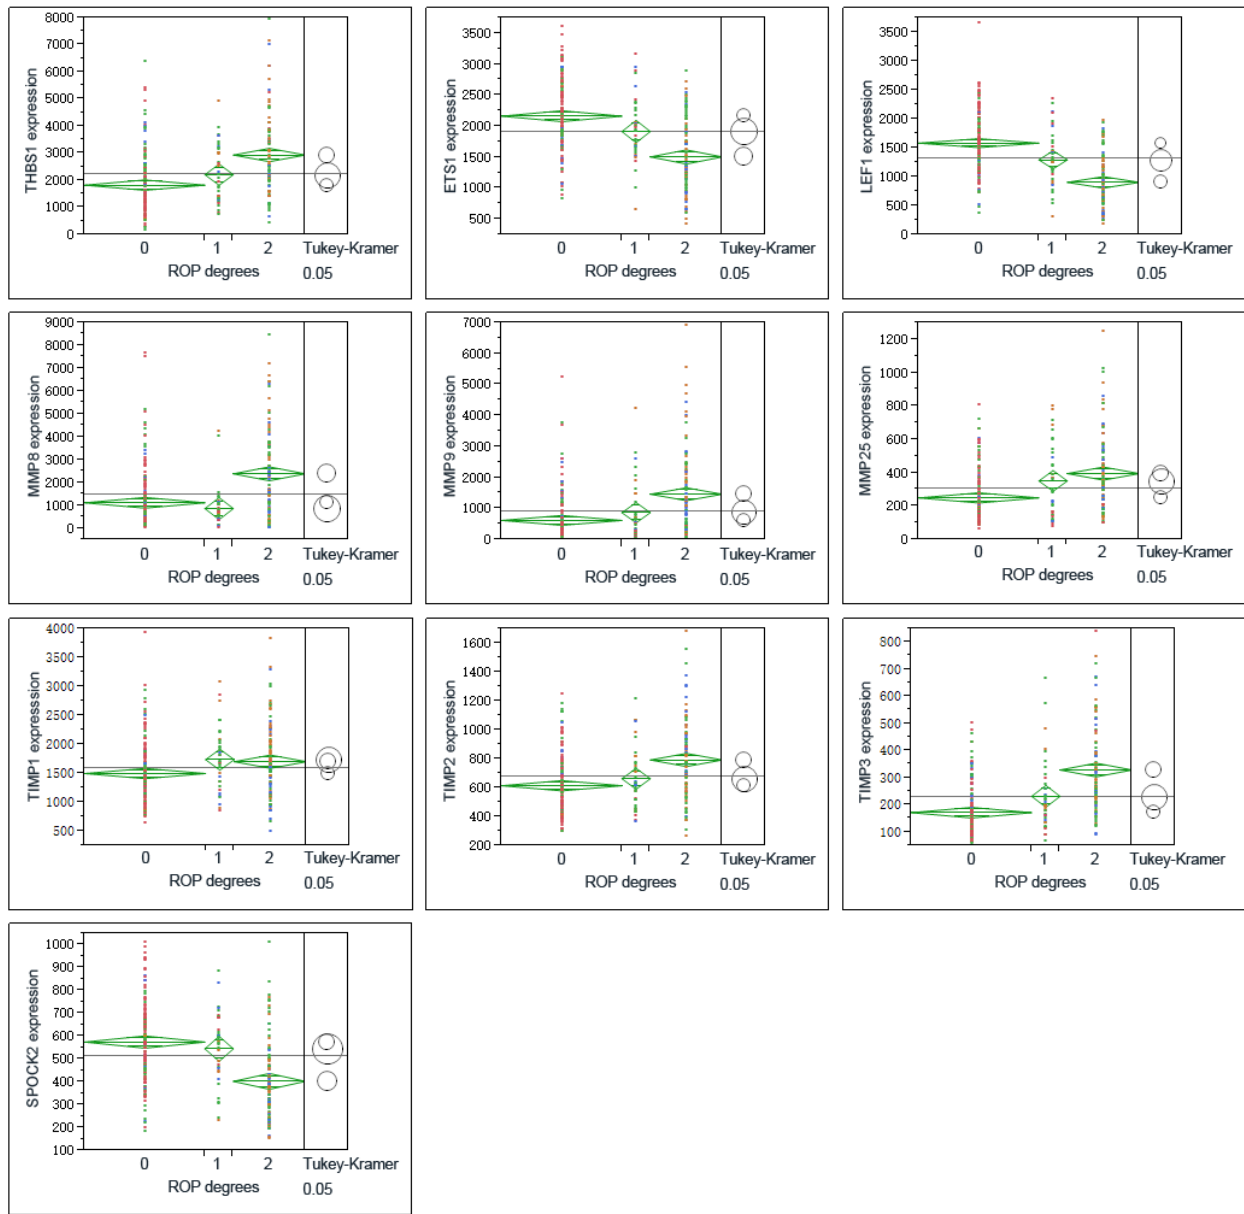 THBS1 expression
8000
7000
6000
5000
4000
3000
2000
1000
0
0 1 2 Tukey-Kramer
ROP degrees 0.05
ETS1 expression
3500
3000
2500
2000
1500
1000
500
0 1 2 Tukey-Kramer
ROP degrees 0.05
LEF1 expression
3500
3000
2500
2000
1500
1000
500
0
0 1 2 Tukey-Kramer
ROP degrees 0.05
MMP8 expression
9000
8000
7000
6000
5000
4000
3000
2000
1000
0
0 1 2 Tukey-Kramer
ROP degrees 0.05
MMP9 expression
7000
6000
5000
4000
3000
2000
1000
0
0 1 2 Tukey-Kramer
ROP degrees 0.05
MMP25 expression
1200
1000
800
600
400
200
0
0 1 2 Tukey-Kramer
ROP degrees 0.05
TIMP1 expresssion
4000
3500
3000
2500
2000
1500
1000
500
0 1 2 Tukey-Kramer
ROP degrees 0.05
TIMP2 expression
1600
1400
1200
1000
800
600
400
200
0 1 2 Tukey-Kramer
ROP degrees 0.05
TIMP3 expression
800
700
600
500
400
300
200
100
0 1 2 Tukey-Kramer
ROP degrees 0.05
SPOCK2 expression
1000
900
800
700
600
500
400
300
200
100
0 1 2 Tukey-Kramer
ROP degrees 0.05